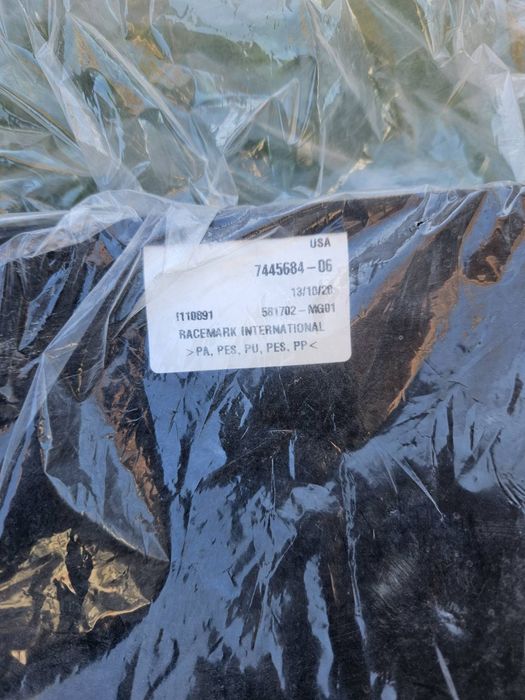 USA
7445684-06
13/10/20
I110891 581702-MG01
RACEMARK INTERNATIONAL
>PA, PES, PU, PES, PP<